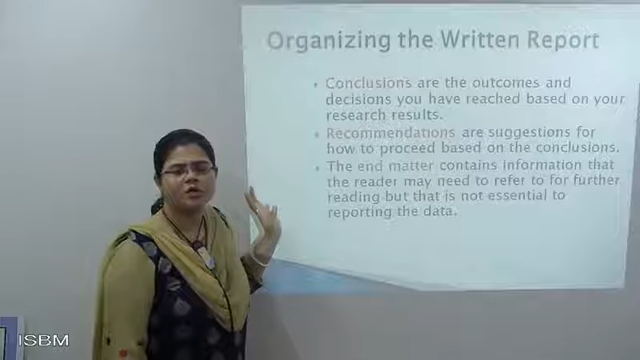 Organizing the Written Report
Conclusions are the outcomes and
decisions you have reached based on your
research results.
Recommendations are suggestions for
how to proceed based on the conclusions.
The end matter contains information that
the reader may need to refer to for further
reading but that is not essential to
reporting the data.
ISBM